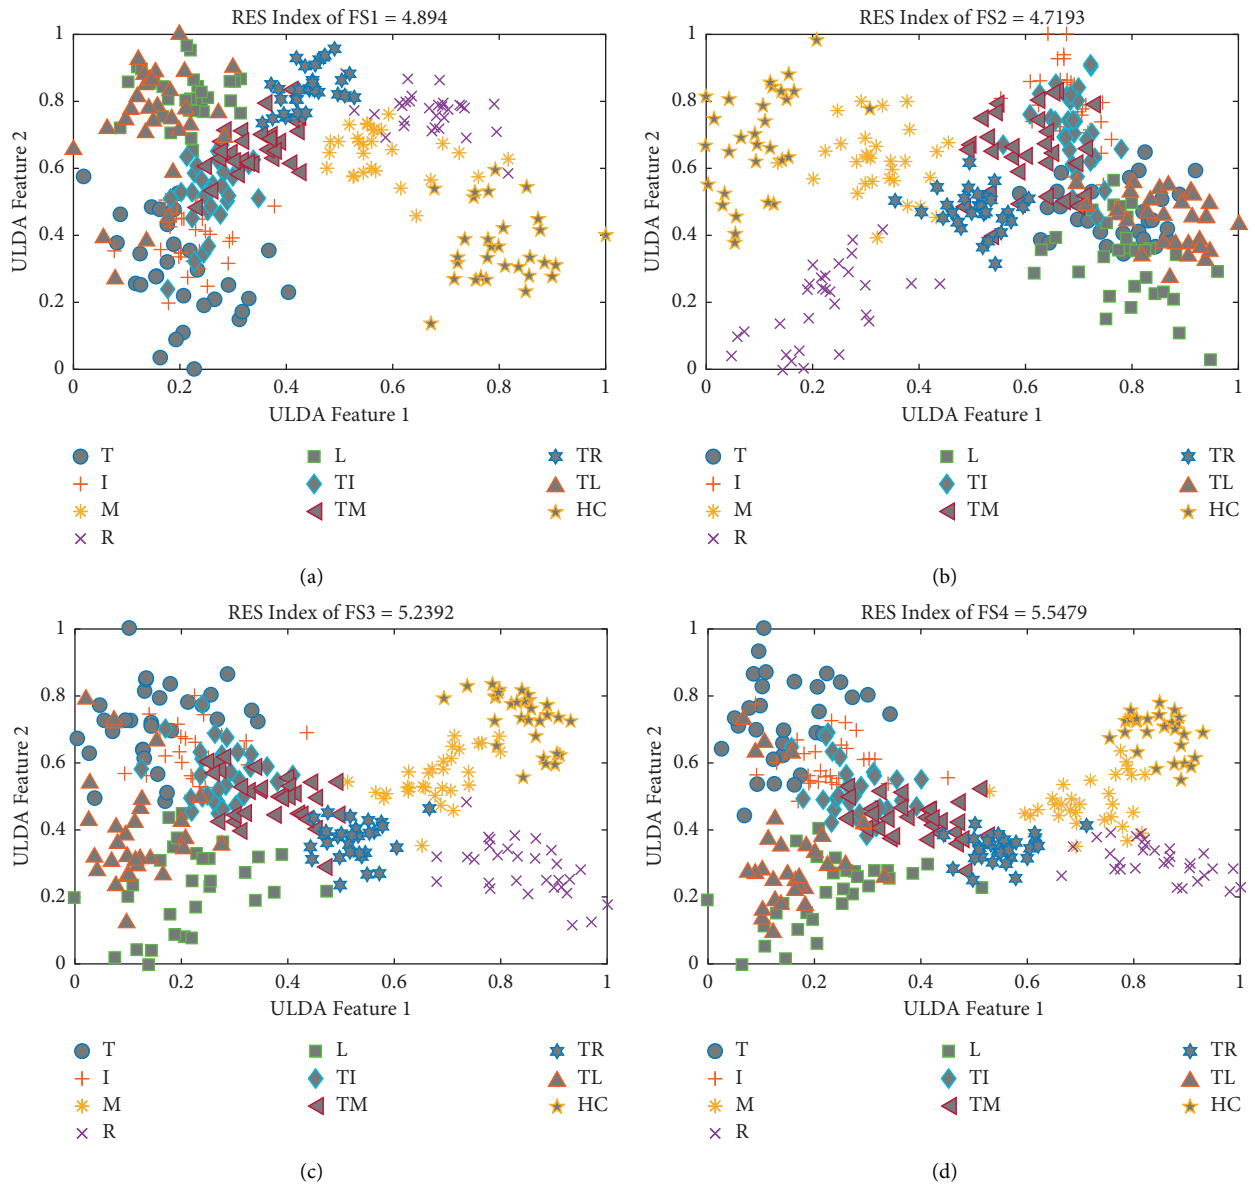 RES Index of FS1 = 4.894
1
0.8
0.6
0.4
0.2
0
ULDA Feature 2
0 0.2 0.4 0.6 0.8 1
ULDA Feature 1
T L TR
I TI TL
M TM HC
R
(a)
RES Index of FS2 = 4.7193
1
0.8
0.6
0.4
0.2
0
ULDA Feature 2
0 0.2 0.4 0.6 0.8 1
ULDA Feature 1
T L TR
I TI TL
M TM HC
R
(b)
RES Index of FS3 = 5.2392
1
0.8
0.6
0.4
0.2
0
ULDA Feature 2
0 0.2 0.4 0.6 0.8 1
ULDA Feature 1
T L TR
I TI TL
M TM HC
R
(c)
RES Index of FS4 = 5.5479
1
0.8
0.6
0.4
0.2
0
ULDA Feature 2
0 0.2 0.4 0.6 0.8 1
ULDA Feature 1
T L TR
I TI TL
M TM HC
R
(d)